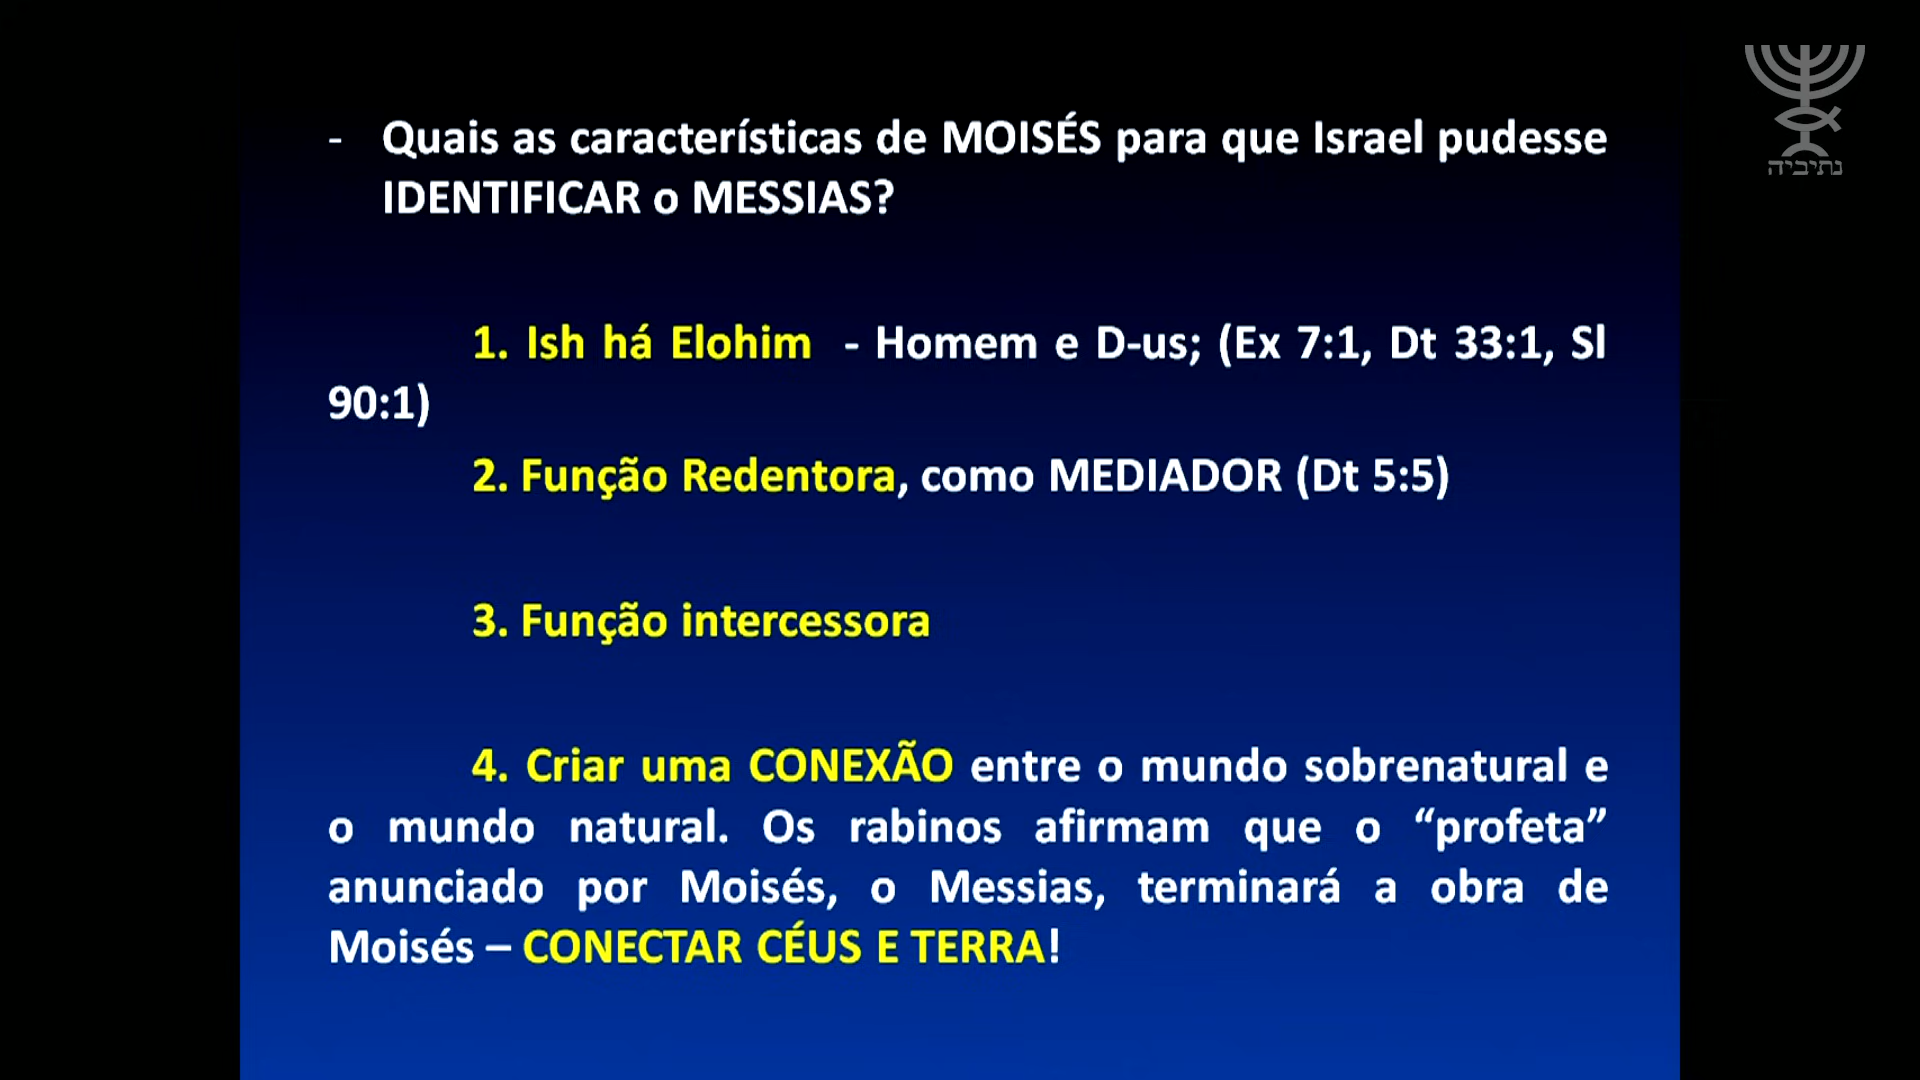 נתיביה
- Quais as características de MOISÉS para que Israel pudesse
IDENTIFICAR o MESSIAS?
1. Ish há Elohim - Homem e D-us; (Ex 7:1, Dt 33:1, Sl
90:1)
2. Função Redentora, como MEDIADOR (Dt 5:5)
3. Função intercessora
4. Criar uma CONEXÃO entre o mundo sobrenatural e
o mundo natural. Os rabinos afirmam que o “profeta”
anunciado por Moisés, o Messias, terminará a obra de
Moisés – CONECTAR CÉUS E TERRA!